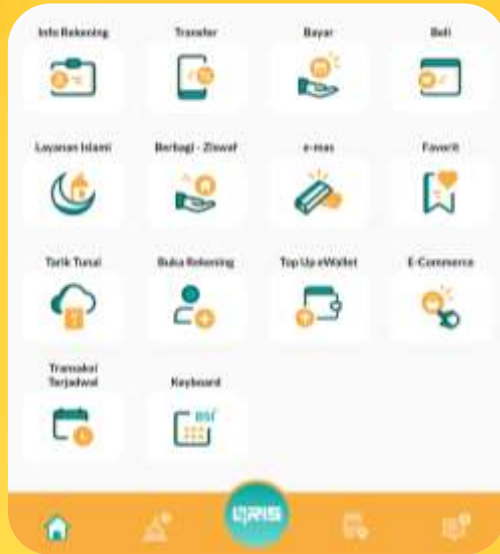 Info Rekening
Transfer
Bayar
Beli
Layanan Islami
Berbagi - Ziswaf
e-mas
Favorit
Tarik Tunai
Buka Rekening
Top Up eWallet
E-Commerce
Transaksi
Terjadwal
Keyboard
BSI
QRIS